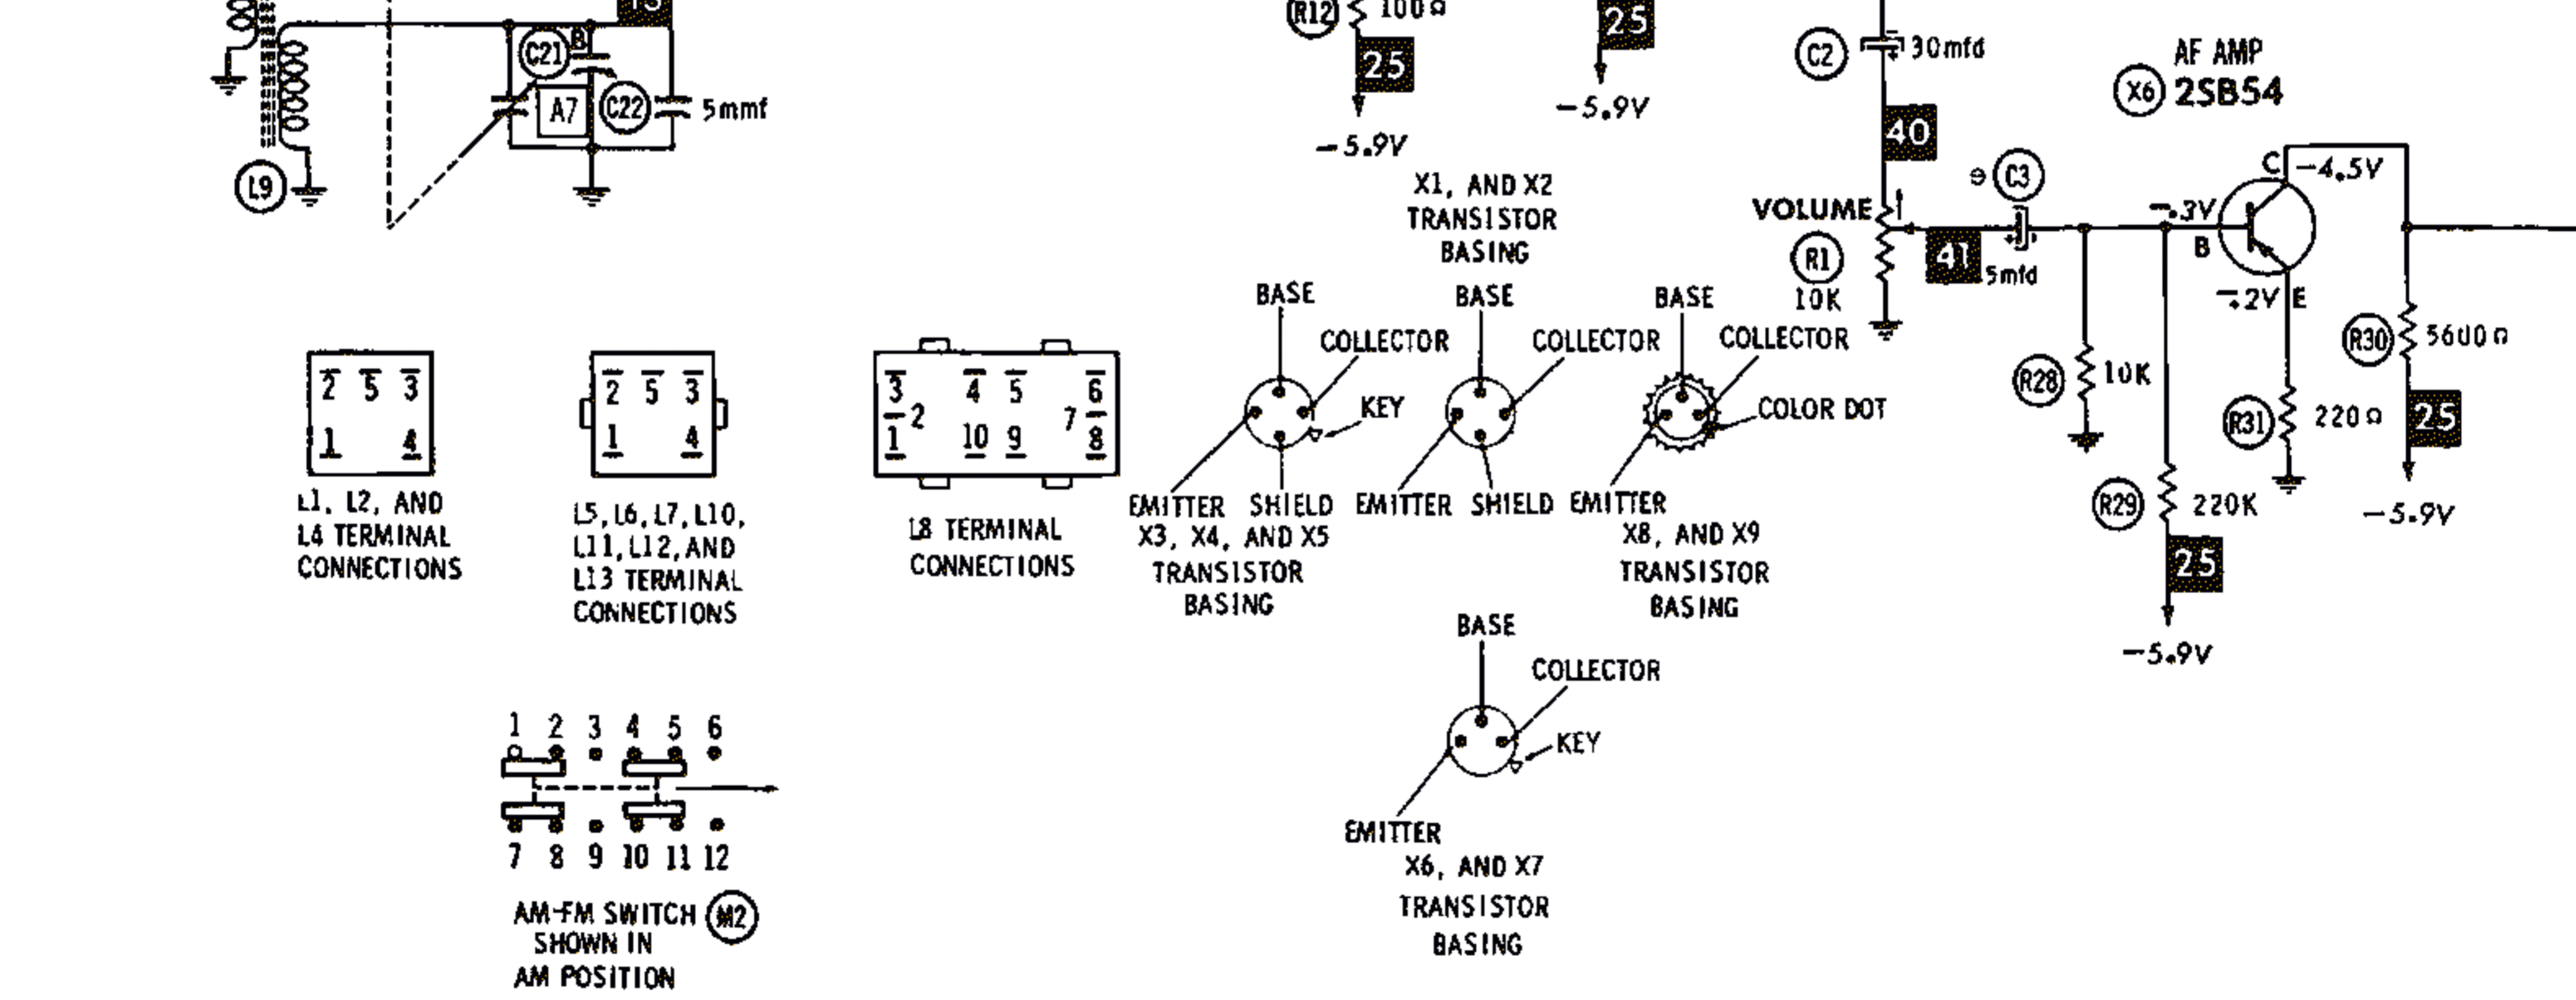 R12
100Ω
25
-5.9V
25
-5.9V
C21
B
A7
C22
5mmf
L9
C2
30mfd
40
VOLUME
R1
10K
41
5mfd
C3
AF AMP
X6 2SB54
C
-4.5V
-.3V
B
-.2V
E
R28
10K
R29
220K
25
-5.9V
R31
220Ω
R30
5600Ω
25
-5.9V
2 5 3
1 4
L1, L2, AND
L4 TERMINAL
CONNECTIONS
2 5 3
1 4
L5, L6, L7, L10,
L11, L12, AND
L13 TERMINAL
CONNECTIONS
3 4 5 6
2 7
1 10 9 8
L8 TERMINAL
CONNECTIONS
BASE
COLLECTOR
KEY
EMITTER
SHIELD
X3, X4, AND X5
TRANSISTOR
BASING
X1, AND X2
TRANSISTOR
BASING
BASE
COLLECTOR
EMITTER
SHIELD
BASE
COLLECTOR
COLOR DOT
EMITTER
X8, AND X9
TRANSISTOR
BASING
BASE
COLLECTOR
KEY
EMITTER
X6, AND X7
TRANSISTOR
BASING
1 2 3 4 5 6
7 8 9 10 11 12
AM-FM SWITCH M2
SHOWN IN
AM POSITION